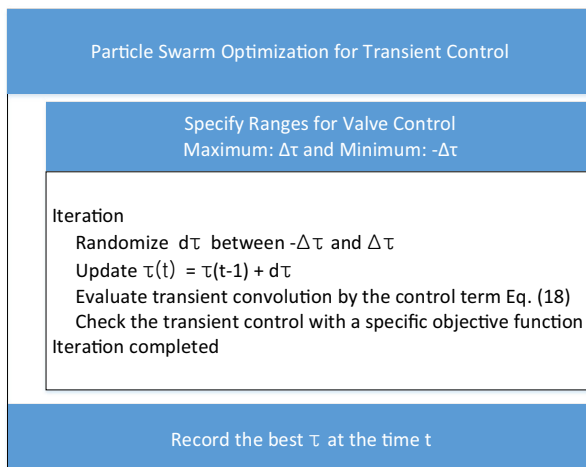 Particle Swarm Optimization for Transient Control
Specify Ranges for Valve Control
Maximum: Δτ and Minimum: -Δτ
Iteration
Randomize dτ between -Δτ and Δτ
Update τ(t) = τ(t-1) + dτ
Evaluate transient convolution by the control term Eq. (18)
Check the transient control with a specific objective function
Iteration completed
Record the best τ at the time t